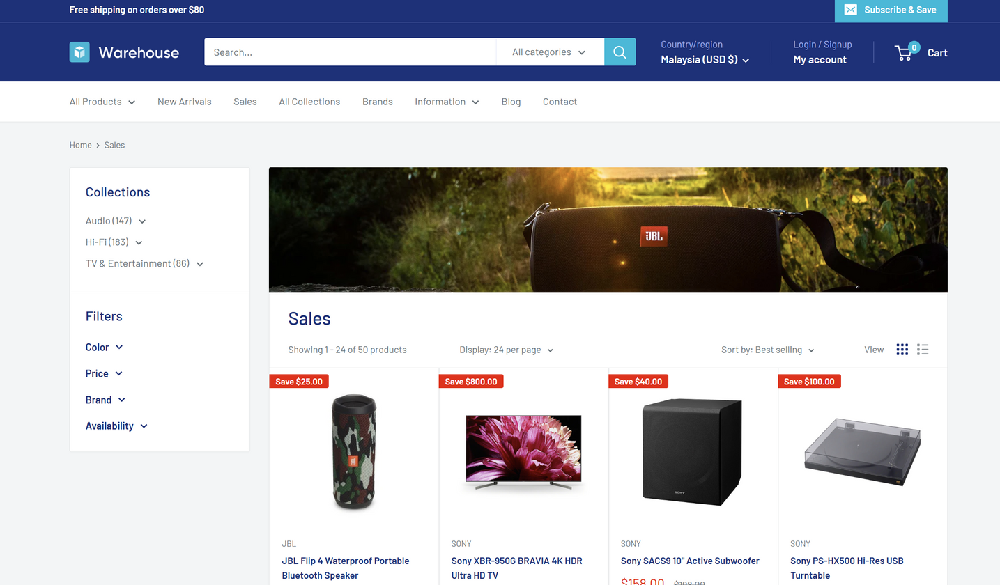 Free shipping on orders over $80
Subscribe & Save
Warehouse
Search...
All categories
Country/region
Malaysia (USD $)
Login / Signup
My account
0
Cart
All Products
New Arrivals
Sales
All Collections
Brands
Information
Blog
Contact
Home > Sales
Collections
Audio (147)
Hi-Fi (183)
TV & Entertainment (86)
Filters
Color
Price
Brand
Availability
JBL
Sales
Showing 1 - 24 of 50 products
Display: 24 per page
Sort by: Best selling
View
Save $25.00
JBL
JBL Flip 4 Waterproof Portable
Bluetooth Speaker
Save $800.00
SONY
Sony XBR-950G BRAVIA 4K HDR
Ultra HD TV
Save $40.00
SONY
SONY
Sony SACS9 10" Active Subwoofer
$158.00 $198.00
Save $100.00
SONY
Sony PS-HX500 Hi-Res USB
Turntable